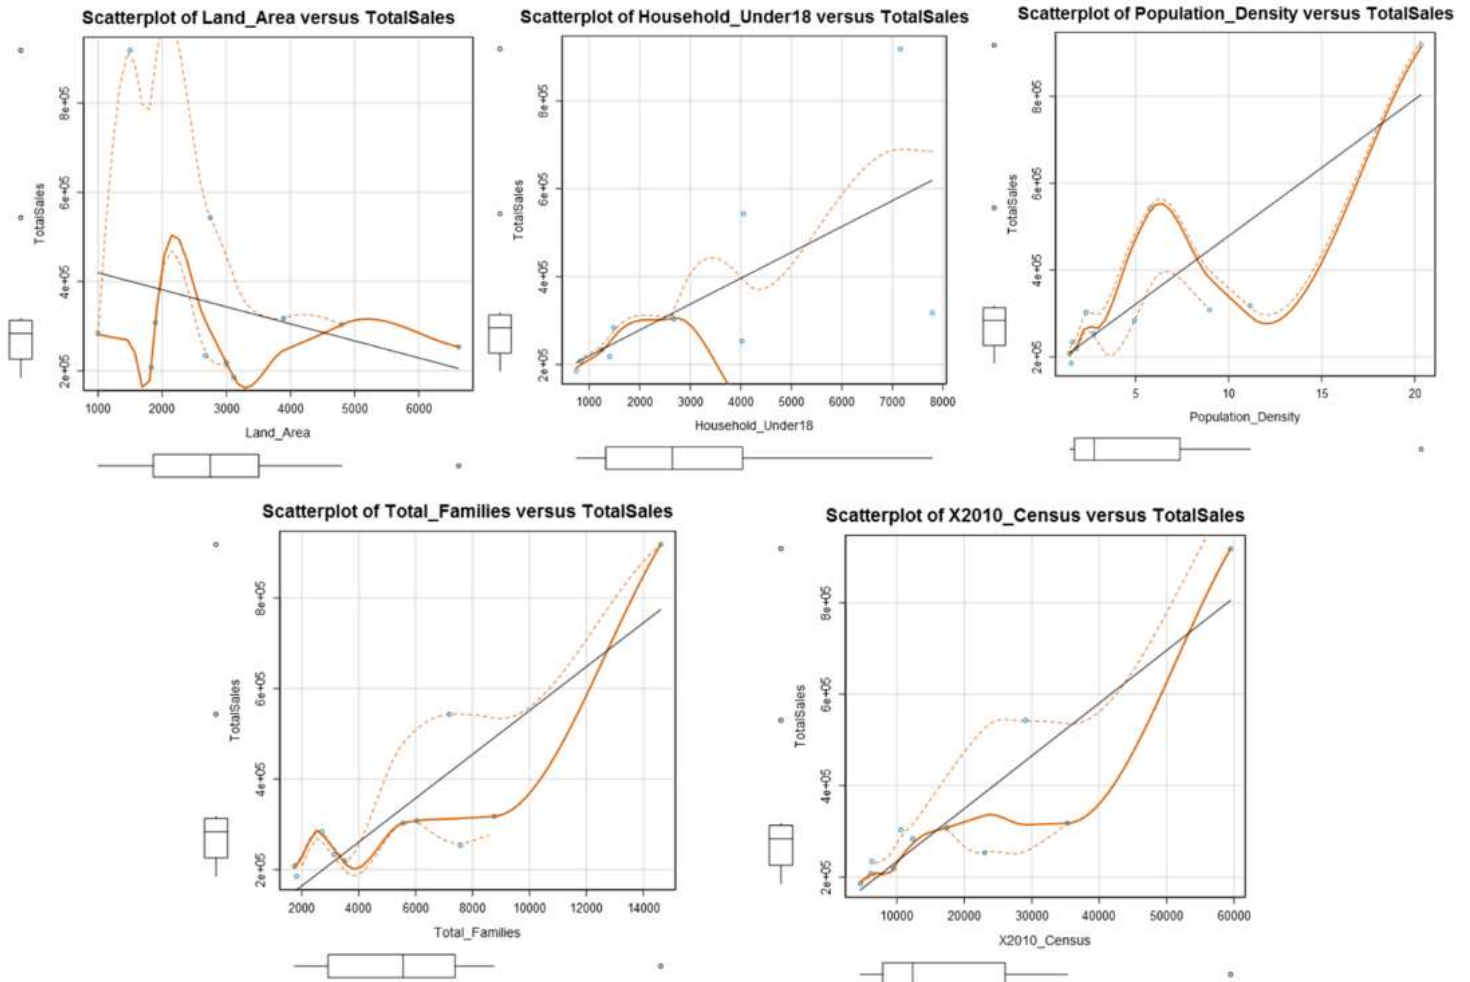 Scatterplot of Land_Area versus TotalSales
TotalSales
2e+05 4e+05 6e+05 8e+05
1000 2000 3000 4000 5000 6000
Land_Area
Scatterplot of Household_Under18 versus TotalSales
TotalSales
2e+05 4e+05 6e+05 8e+05
1000 2000 3000 4000 5000 6000 7000 8000
Household_Under18
Scatterplot of Population_Density versus TotalSales
TotalSales
2e+05 4e+05 6e+05 8e+05
5 10 15 20
Population_Density
Scatterplot of Total_Families versus TotalSales
TotalSales
2e+05 4e+05 6e+05 8e+05
2000 4000 6000 8000 10000 12000 14000
Total_Families
Scatterplot of X2010_Census versus TotalSales
TotalSales
2e+05 4e+05 6e+05 8e+05
10000 20000 30000 40000 50000 60000
X2010_Census